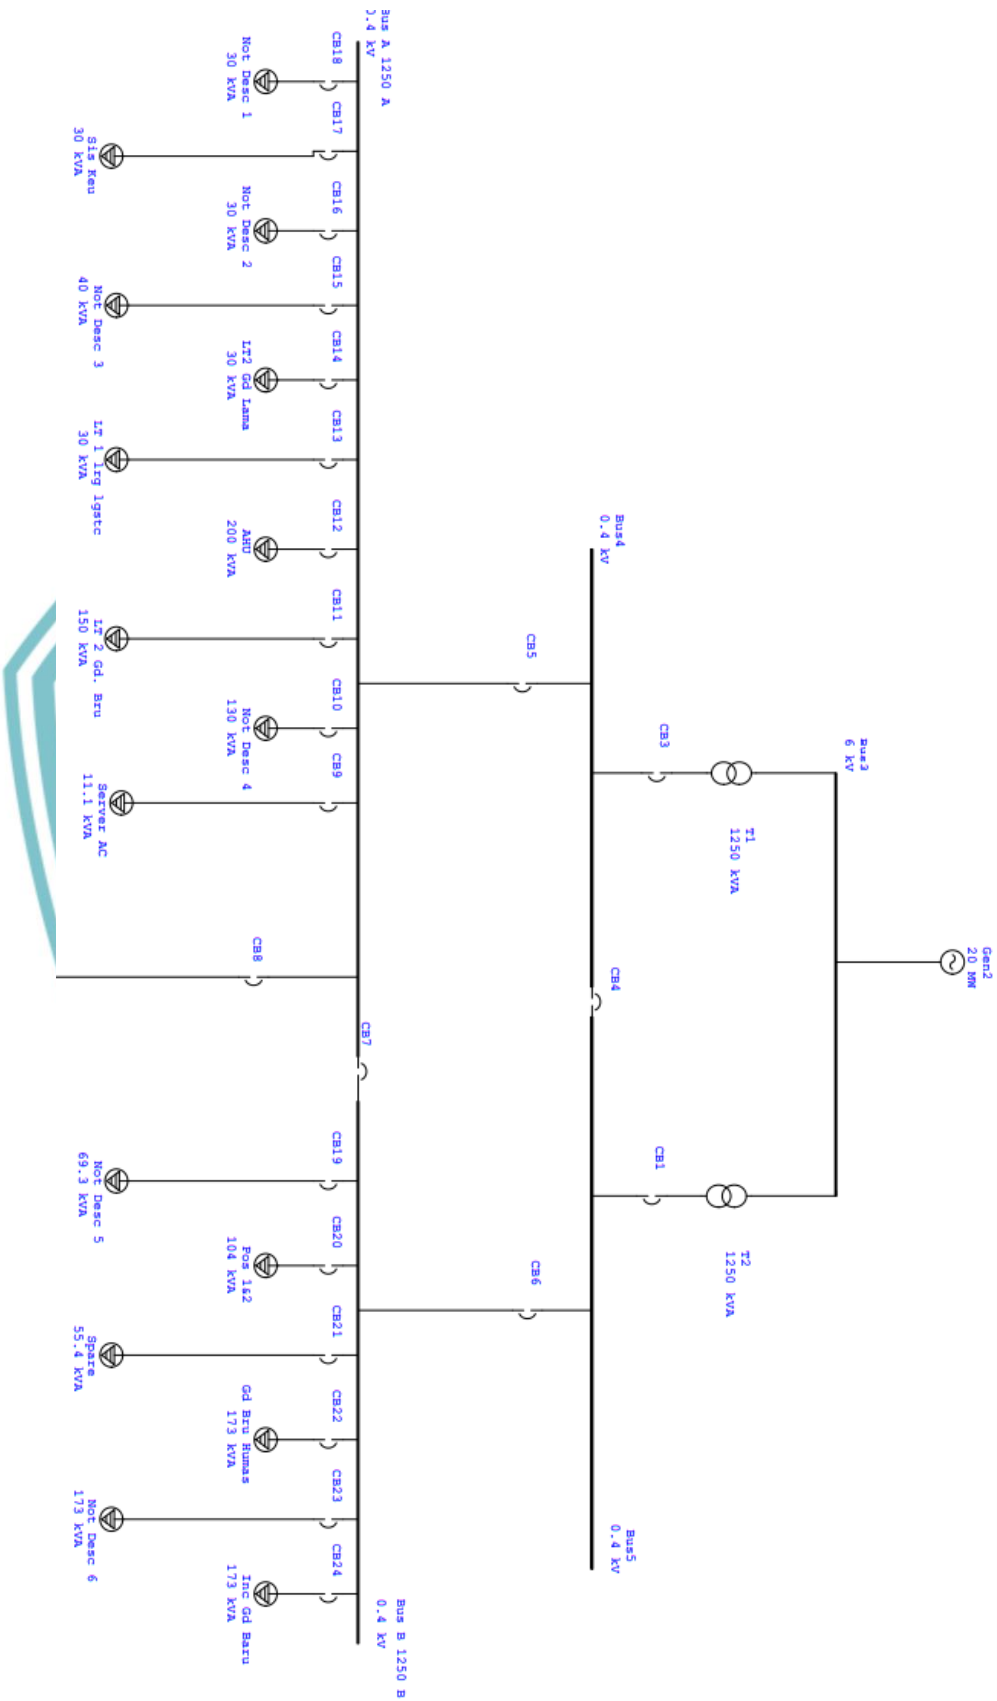 Gen2
20 MW
Bus3
6 kV
T1
1250 kVA
T2
1250 kVA
CB3
CB1
Bus4
0.4 kV
CB4
Bus5
0.4 kV
CB5
CB6
Bus A 1250 A
0.4 kV
CB7
Bus B 1250 B
0.4 kV
CB18
CB17
CB16
CB15
CB14
CB13
CB12
CB11
CB10
CB9
CB8
CB19
CB20
CB21
CB22
CB23
CB24
Not Desc 1
30 kVA
Sis Keu
30 kVA
Not Desc 2
30 kVA
Not Desc 3
40 kVA
LT2 Gd Lama
30 kVA
LT 1 lrg lgstc
30 kVA
AHU
200 kVA
LT 2 Gd. Bru
150 kVA
Not Desc 4
130 kVA
Server AC
11.1 kVA
Not Desc 5
69.3 kVA
Pos 1&2
104 kVA
Spare
55.4 kVA
Gd Bru Humas
173 kVA
Not Desc 6
173 kVA
Inc Gd Baru
173 kVA